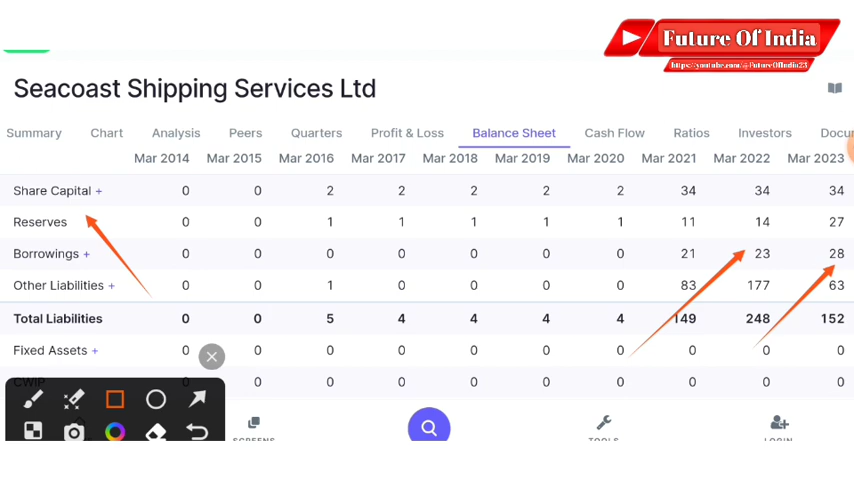 Future Of India
https://youtube.com/@FutureOfIndia23
Seacoast Shipping Services Ltd
Summary Chart Analysis Peers Quarters Profit & Loss Balance Sheet Cash Flow Ratios Investors Docu
Mar 2014 Mar 2015 Mar 2016 Mar 2017 Mar 2018 Mar 2019 Mar 2020 Mar 2021 Mar 2022 Mar 2023
Share Capital + 0 0 2 2 2 2 2 34 34 34
Reserves 0 0 1 1 1 1 1 11 14 27
Borrowings + 0 0 0 0 0 0 0 21 23 28
Other Liabilities + 0 0 1 0 0 0 0 83 177 63
Total Liabilities 0 0 5 4 4 4 4 149 248 152
Fixed Assets + 0 0 0 0 0 0 0 0 0 0
CWIP 0 0 0 0 0 0 0 0 0 0
SCREENS TOOLS LOGIN